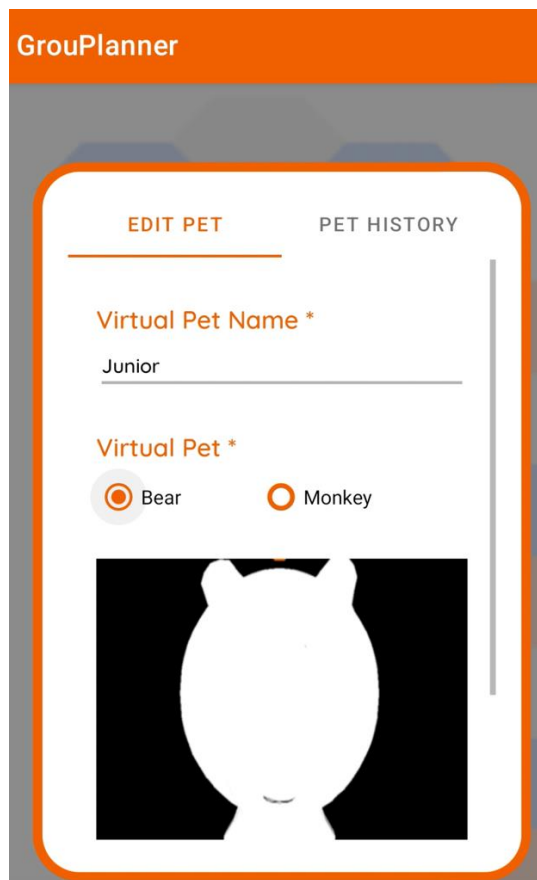 GrouPlanner
EDIT PET PET HISTORY
Virtual Pet Name *
Junior
Virtual Pet *
Bear Monkey